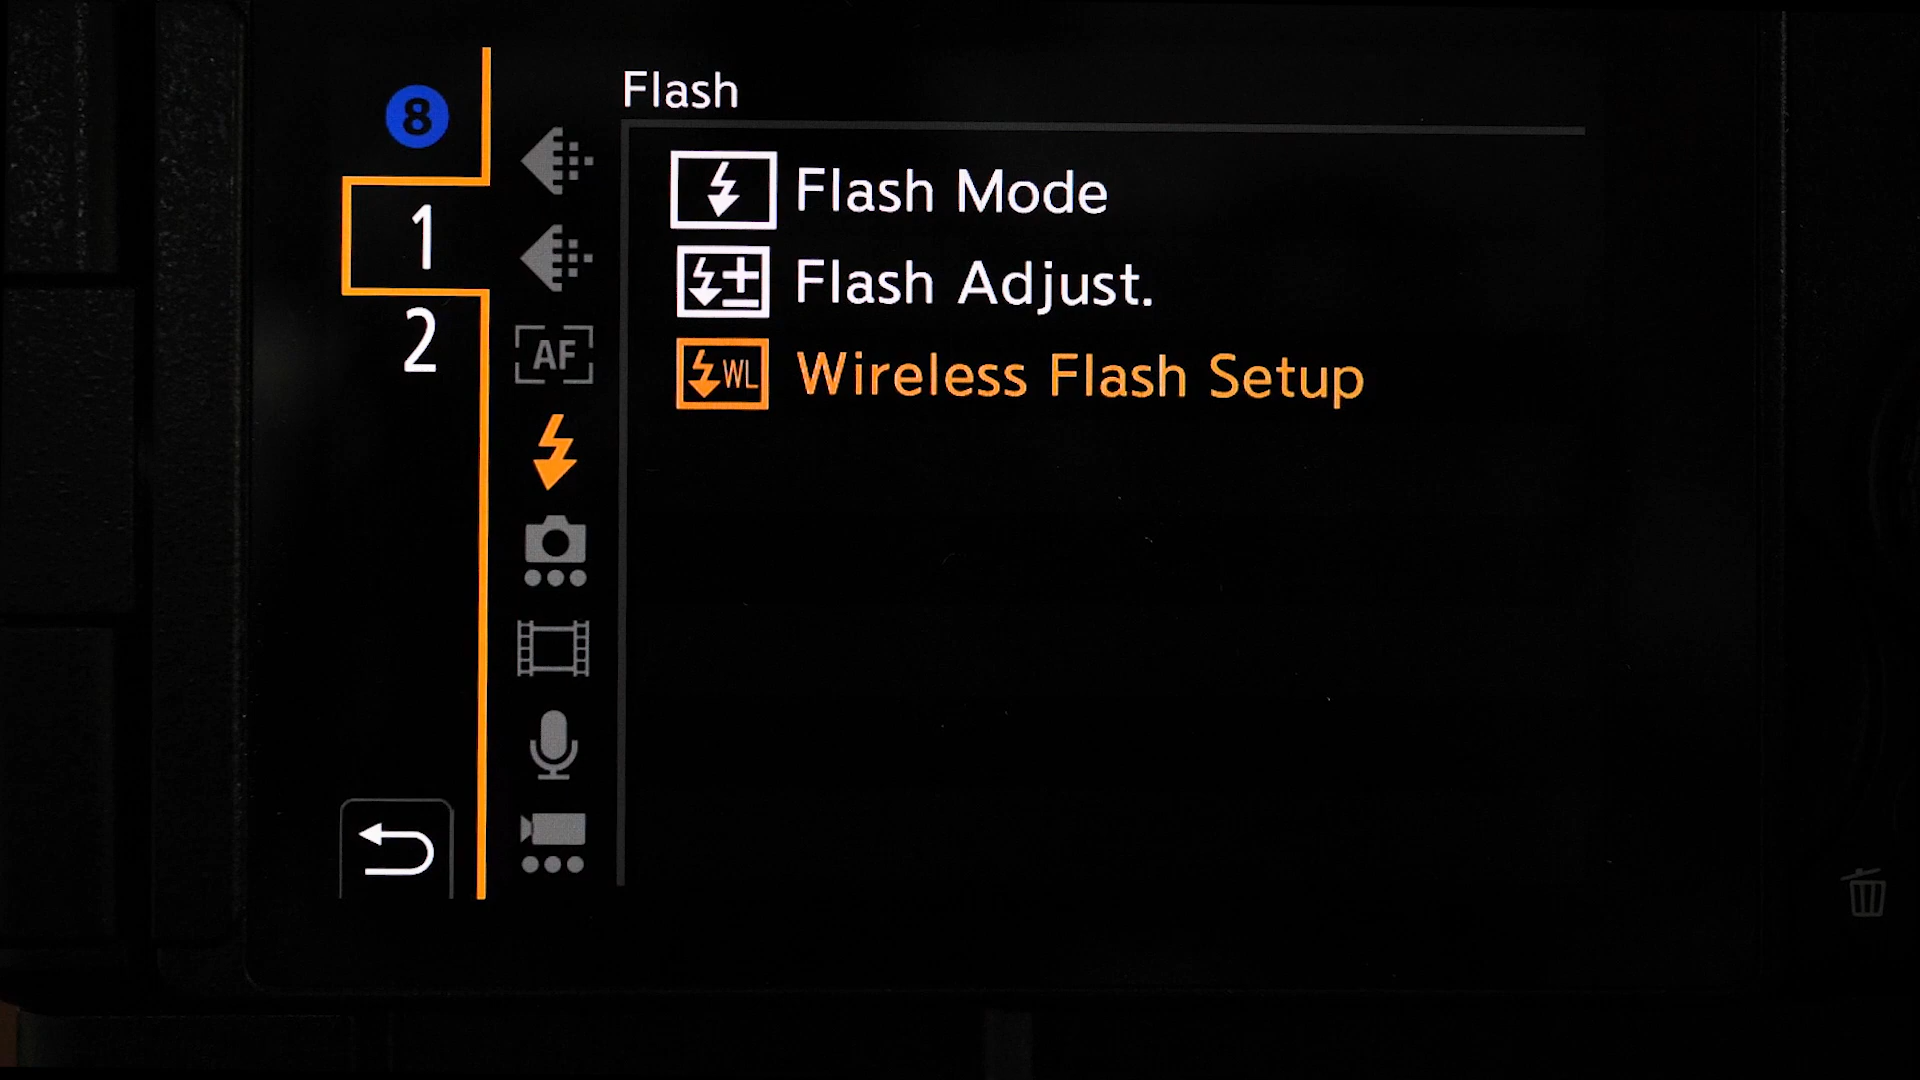 8
Flash
Flash Mode
1
Flash Adjust.
2
AF
WL Wireless Flash Setup